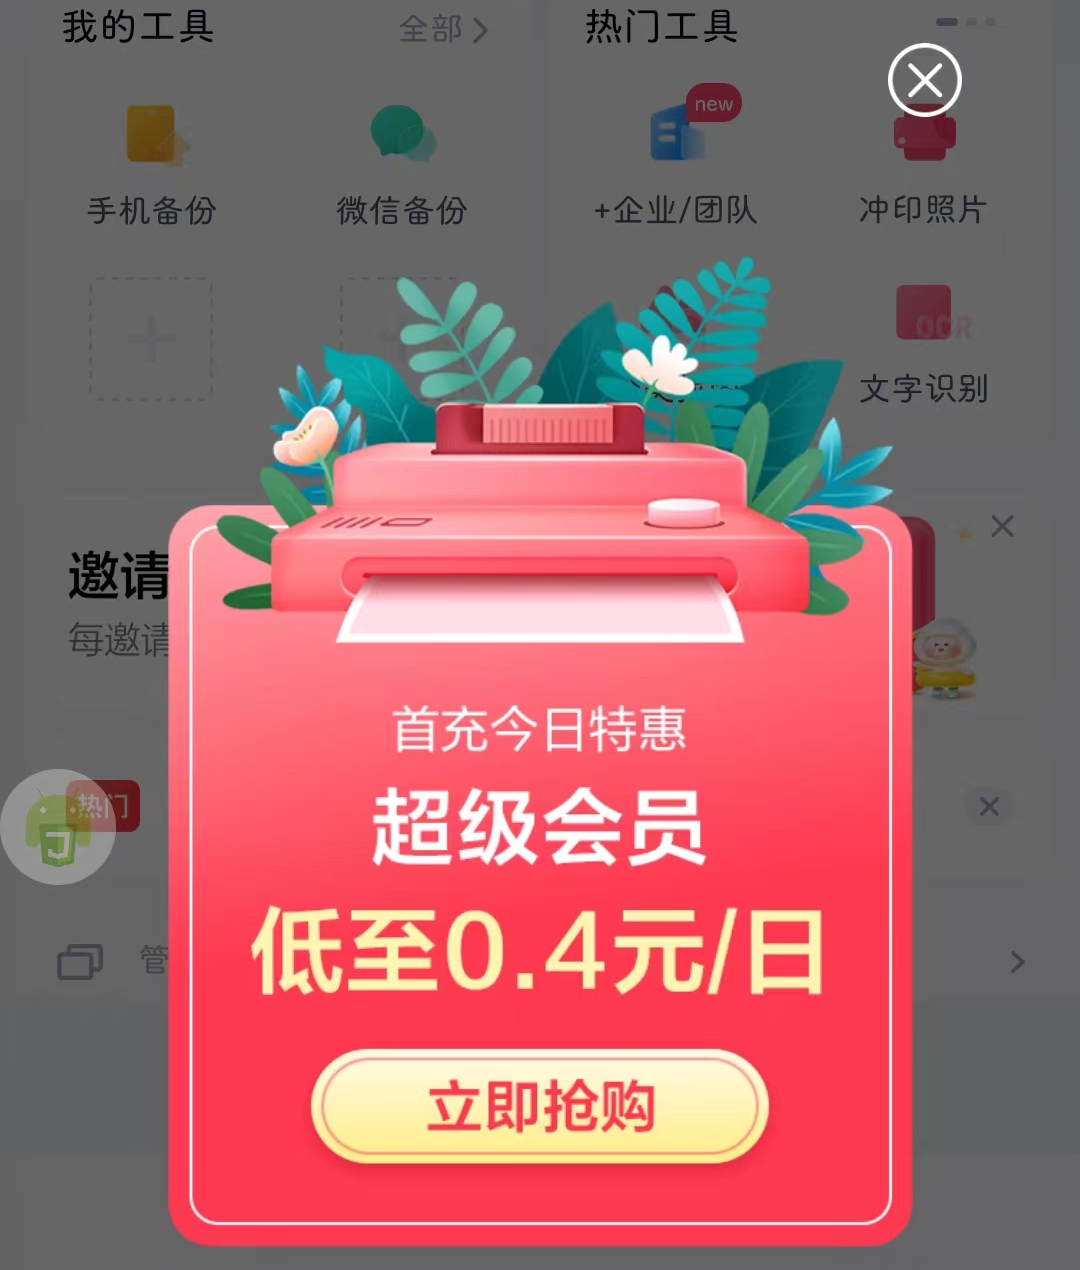 我的工具
全部
热门工具
new
手机备份
微信备份
+企业/团队
冲印照片
OCR
文字识别
邀请
每邀请
首充今日特惠
热门
超级会员
低至0.4元/日
管
立即抢购